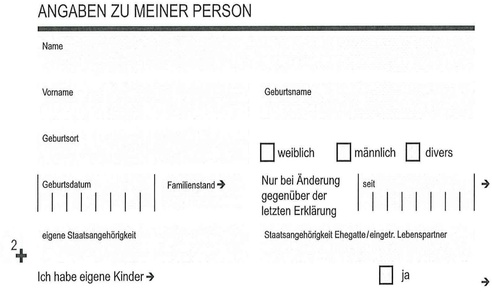 ANGABEN ZU MEINER PERSON
Name
Vorname Geburtsname
Geburtsort
weiblich männlich divers
Geburtsdatum Familienstand → Nur bei Änderung gegenüber der letzten Erklärung seit →
eigene Staatsangehörigkeit Staatsangehörigkeit Ehegatte/eingetr. Lebenspartner
2
Ich habe eigene Kinder → ja →